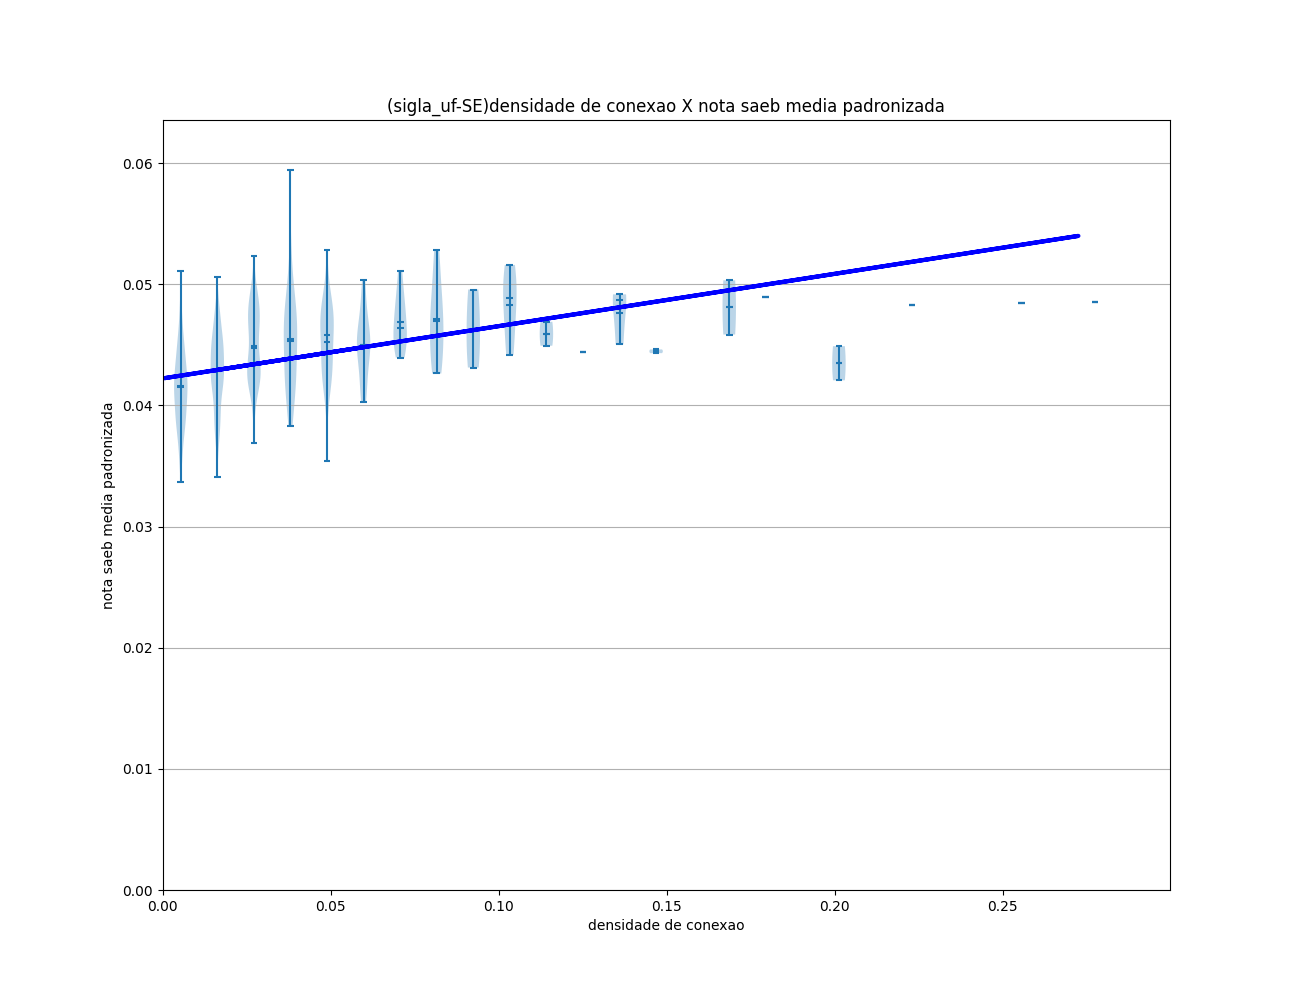 (sigla_uf-SE)densidade de conexao X nota saeb media padronizada
0.06
0.05
0.04
0.03
0.02
0.01
0.00
nota saeb media padronizada
0.00 0.05 0.10 0.15 0.20 0.25
densidade de conexao